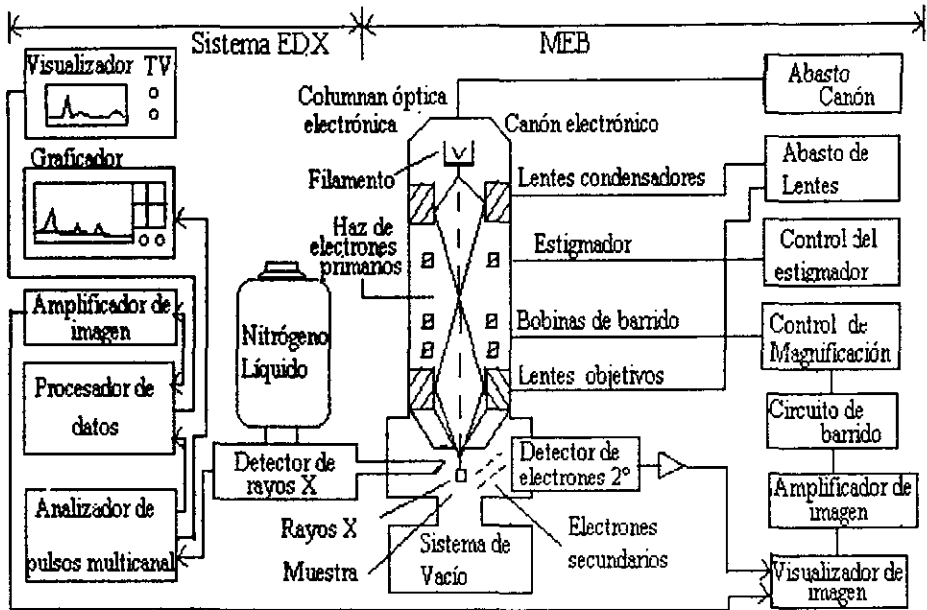 Sistema EDX
MEB
Visualizador TV
Graficador
Amplificador de
imagen
Procesador de
datos
Analizador de
pulsos multicanal
Nitrógeno
Líquido
Detector de
rayos X
Columnan óptica
electrónica
Canón electrónico
Filamento
Haz de
electrones
primarios
Lentes condensadores
Estigmador
Bobinas de barrido
Lentes objetivos
Detector de
electrones 2°
Rayos X
Muestra
Electrones
secundarios
Sistema de
Vacío
Abasto
Canón
Abasto de
Lentes
Control del
estigmador
Control de
Magnificación
Circuito de
barrido
Amplificador de
imagen
Visualizador de
imagen